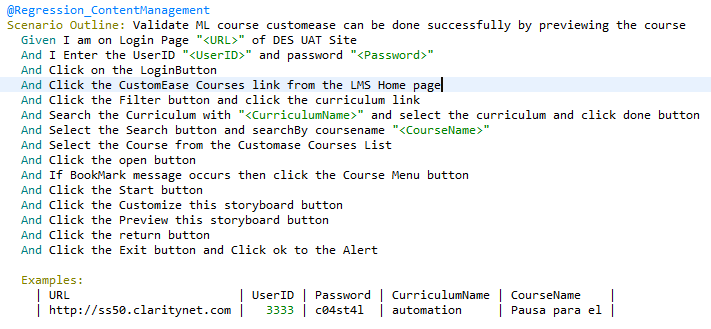 @Regression_ContentManagement
Scenario Outline: Validate ML course customease can be done successfully by previewing the course
Given I am on Login Page "<URL>" of DES UAT Site
And I Enter the UserID "<UserID>" and password "<Password>"
And Click on the LoginButton
And Click the CustomEase Courses link from the LMS Home page
And Click the Filter button and click the curriculum link
And Search the Curriculum with "<CurriculumName>" and select the curriculum and click done button
And Select the Search button and searchBy coursename "<CourseName>"
And Select the Course from the Customase Courses List
And Click the open button
And If BookMark message occurs then click the Course Menu button
And Click the Start button
And Click the Customize this storyboard button
And Click the Preview this storyboard button
And Click the return button
And Click the Exit button and Click ok to the Alert
Examples:
| URL | UserID | Password | CurriculumName | CourseName |
| http://ss50.claritynet.com | 3333 | c04st4l | automation | Pausa para el |